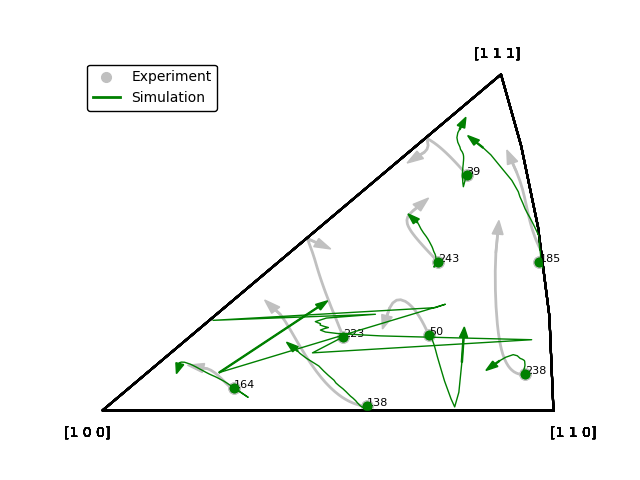 [1 1 1]
Experiment
Simulation
39
243
185
223
50
238
164
138
[1 0 0]
[1 1 0]